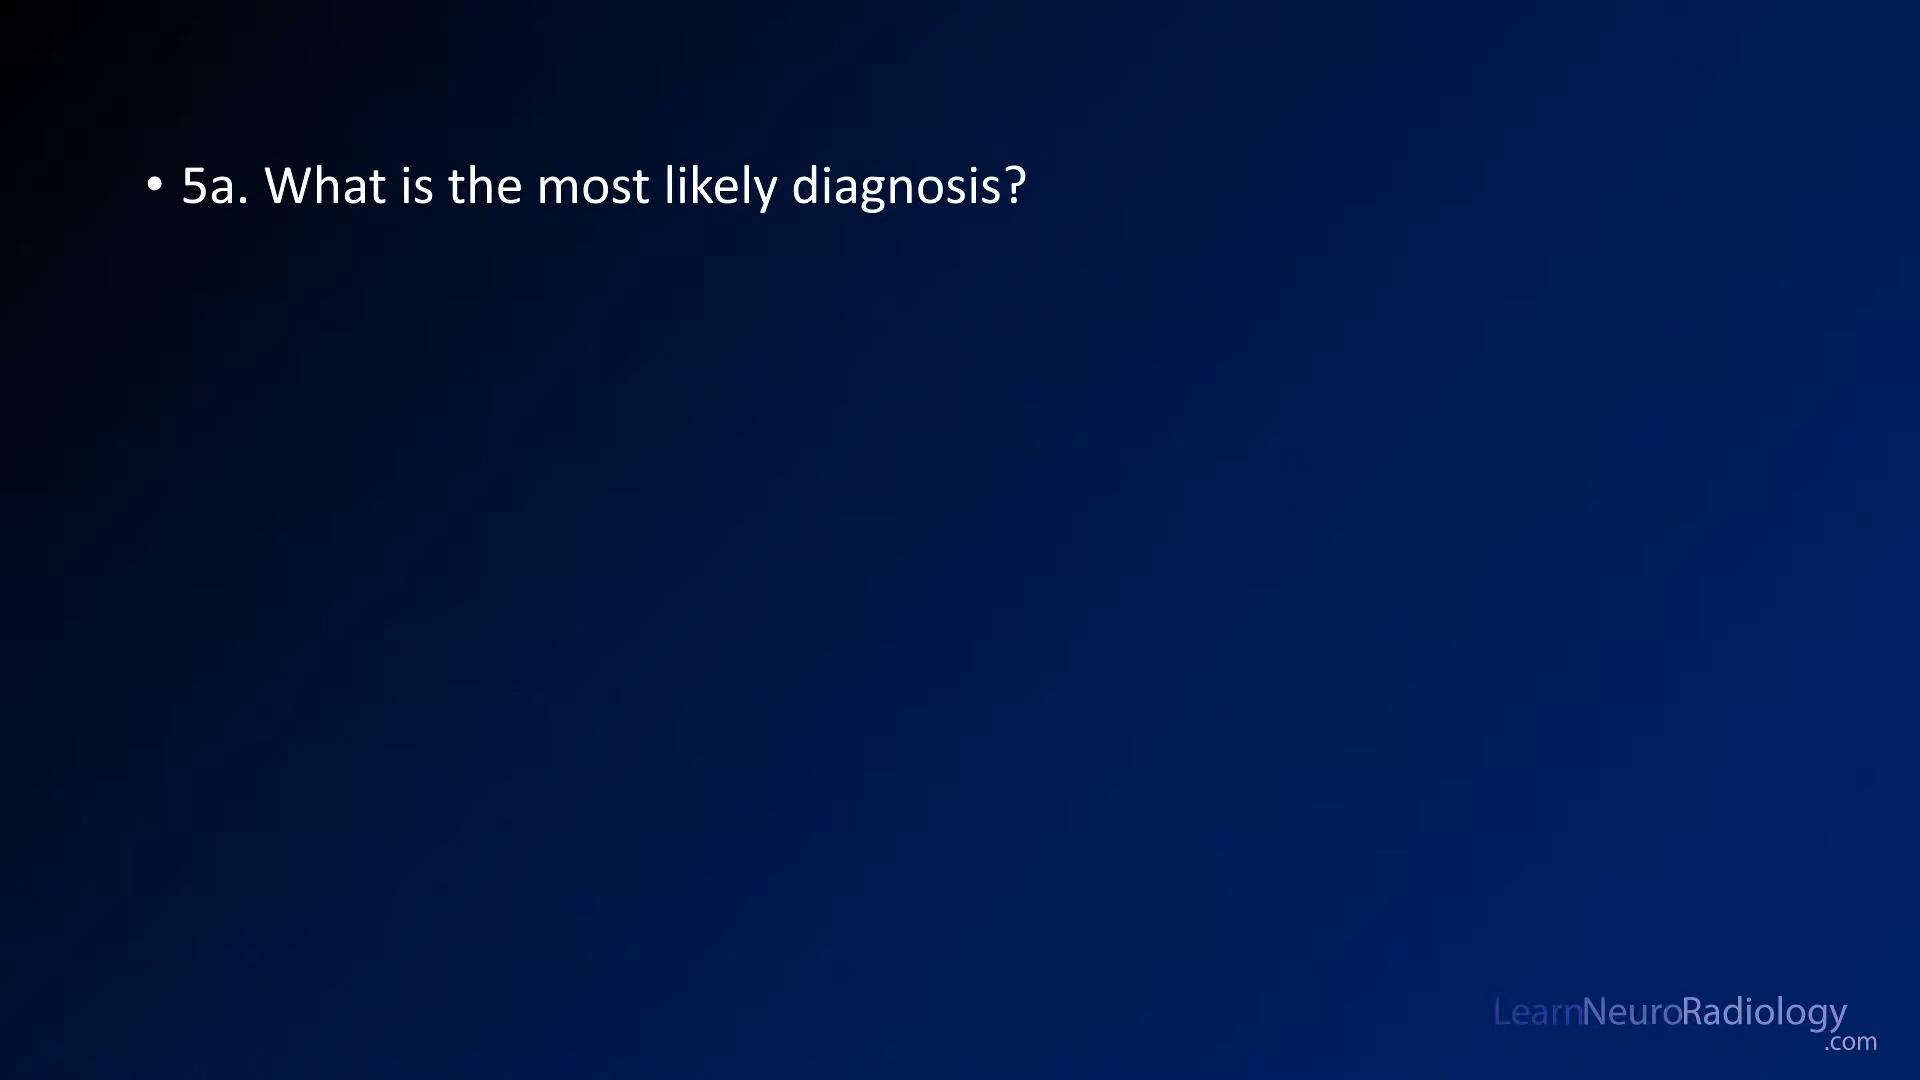 • 5a. What is the most likely diagnosis?
LearnNeuroRadiology
.com